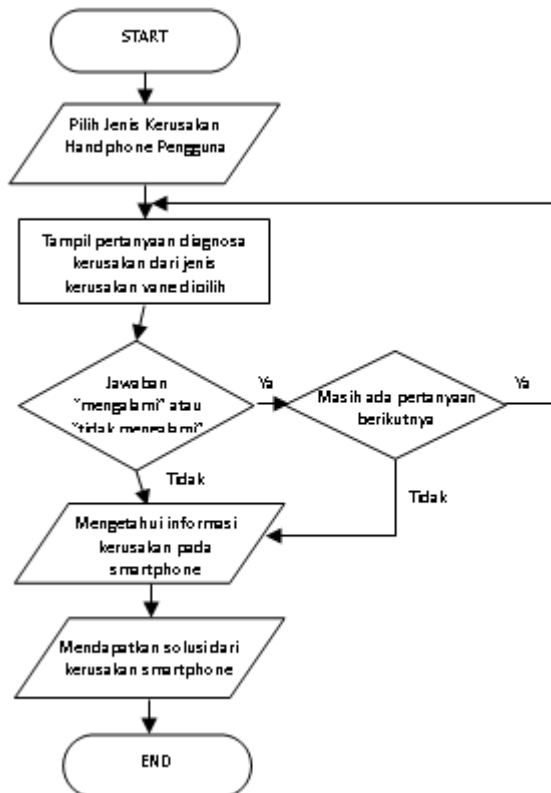 START
Pilih Jenis Kerusakan
Handphone Pengguna
Tampil pertanyaan diagnosa
kerusakan dari jenis
kerusakan yang dipilih
Jawaban
"mengalami" atau
"tidak mengalami"
Ya
Masih ada pertanyaan
berikutnya
Ya
Tidak
Tidak
Mengetahui informasi
kerusakan pada
smartphone
Mendapatkan solusi dari
kerusakan smartphone
END